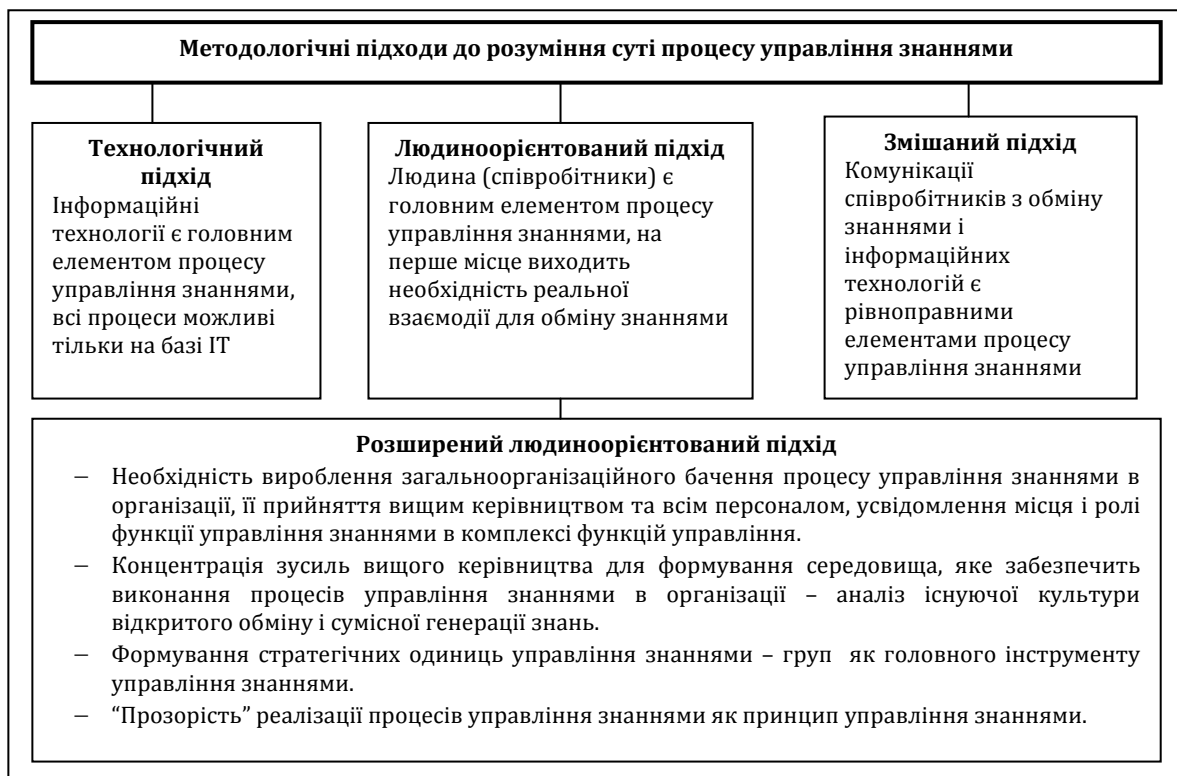 Методологічні підходи до розуміння суті процесу управління знаннями
Технологічний
підхід
Інформаційні
технології є головним
елементом процесу
управління знаннями,
всі процеси можливі
тільки на базі ІТ
Людиноорієнтований підхід
Людина (співробітники) є
головним елементом процесу
управління знаннями, на
перше місце виходить
необхідність реальної
взаємодії для обміну знаннями
Змішаний підхід
Комунікації
співробітників з обміну
знаннями і
інформаційних
технологій є
рівноправними
елементами процесу
управління знаннями
Розширений людиноорієнтований підхід
– Необхідність вироблення загальноорганізаційного бачення процесу управління знаннями в
організації, її прийняття вищим керівництвом та всім персоналом, усвідомлення місця і ролі
функції управління знаннями в комплексі функцій управління.
– Концентрація зусиль вищого керівництва для формування середовища, яке забезпечить
виконання процесів управління знаннями в організації – аналіз існуючої культури
відкритого обміну і сумісної генерації знань.
– Формування стратегічних одиниць управління знаннями – груп як головного інструменту
управління знаннями.
– “Прозорість” реалізації процесів управління знаннями як принцип управління знаннями.